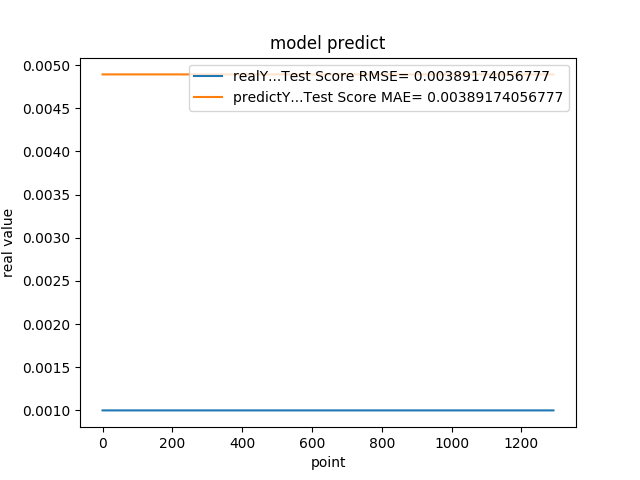 model predict
realY...Test Score RMSE= 0.00389174056777
predictY...Test Score MAE= 0.00389174056777
real value
0.0050
0.0045
0.0040
0.0035
0.0030
0.0025
0.0020
0.0015
0.0010
0 200 400 600 800 1000 1200
point